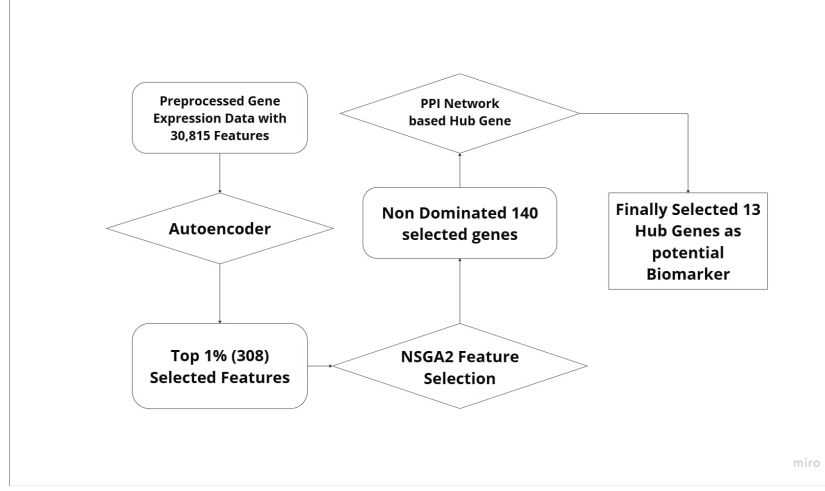 Preprocessed Gene
Expression Data with
30,815 Features
Autoencoder
Top 1% (308)
Selected Features
NSGA2 Feature
Selection
Non Dominated 140
selected genes
PPI Network
based Hub Gene
Finally Selected 13
Hub Genes as
potential
Biomarker
miro